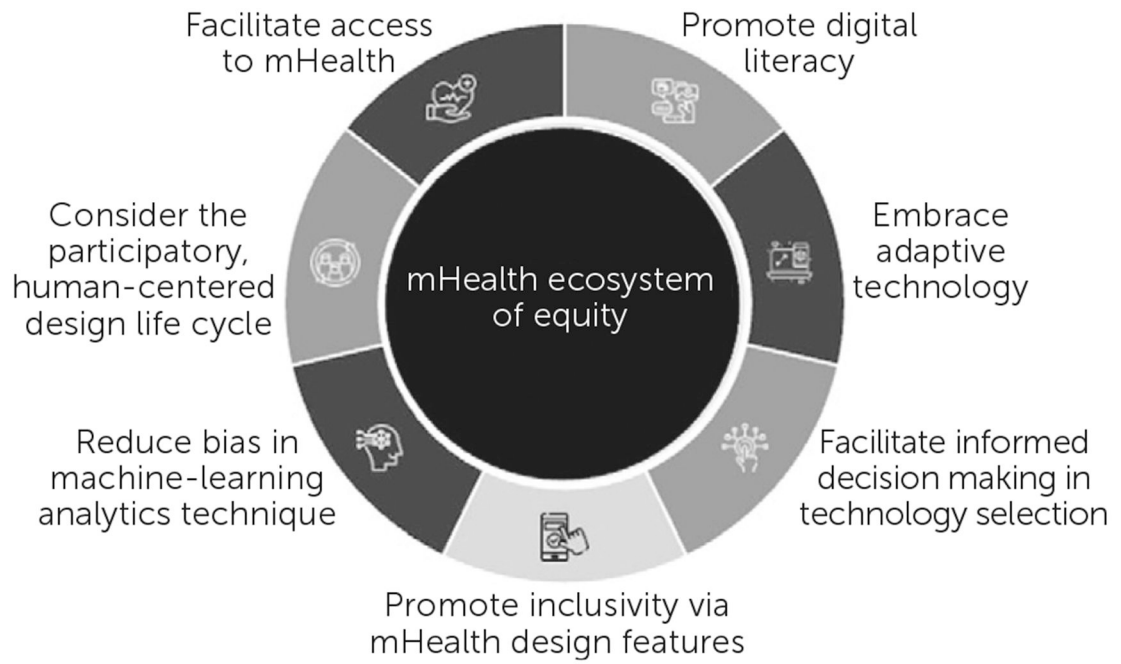 Facilitate access
to mHealth
Promote digital
literacy
Embrace
adaptive
technology
Facilitate informed
decision making in
technology selection
Promote inclusivity via
mHealth design features
Reduce bias in
machine-learning
analytics technique
Consider the
participatory,
human-centered
design life cycle
mHealth ecosystem
of equity